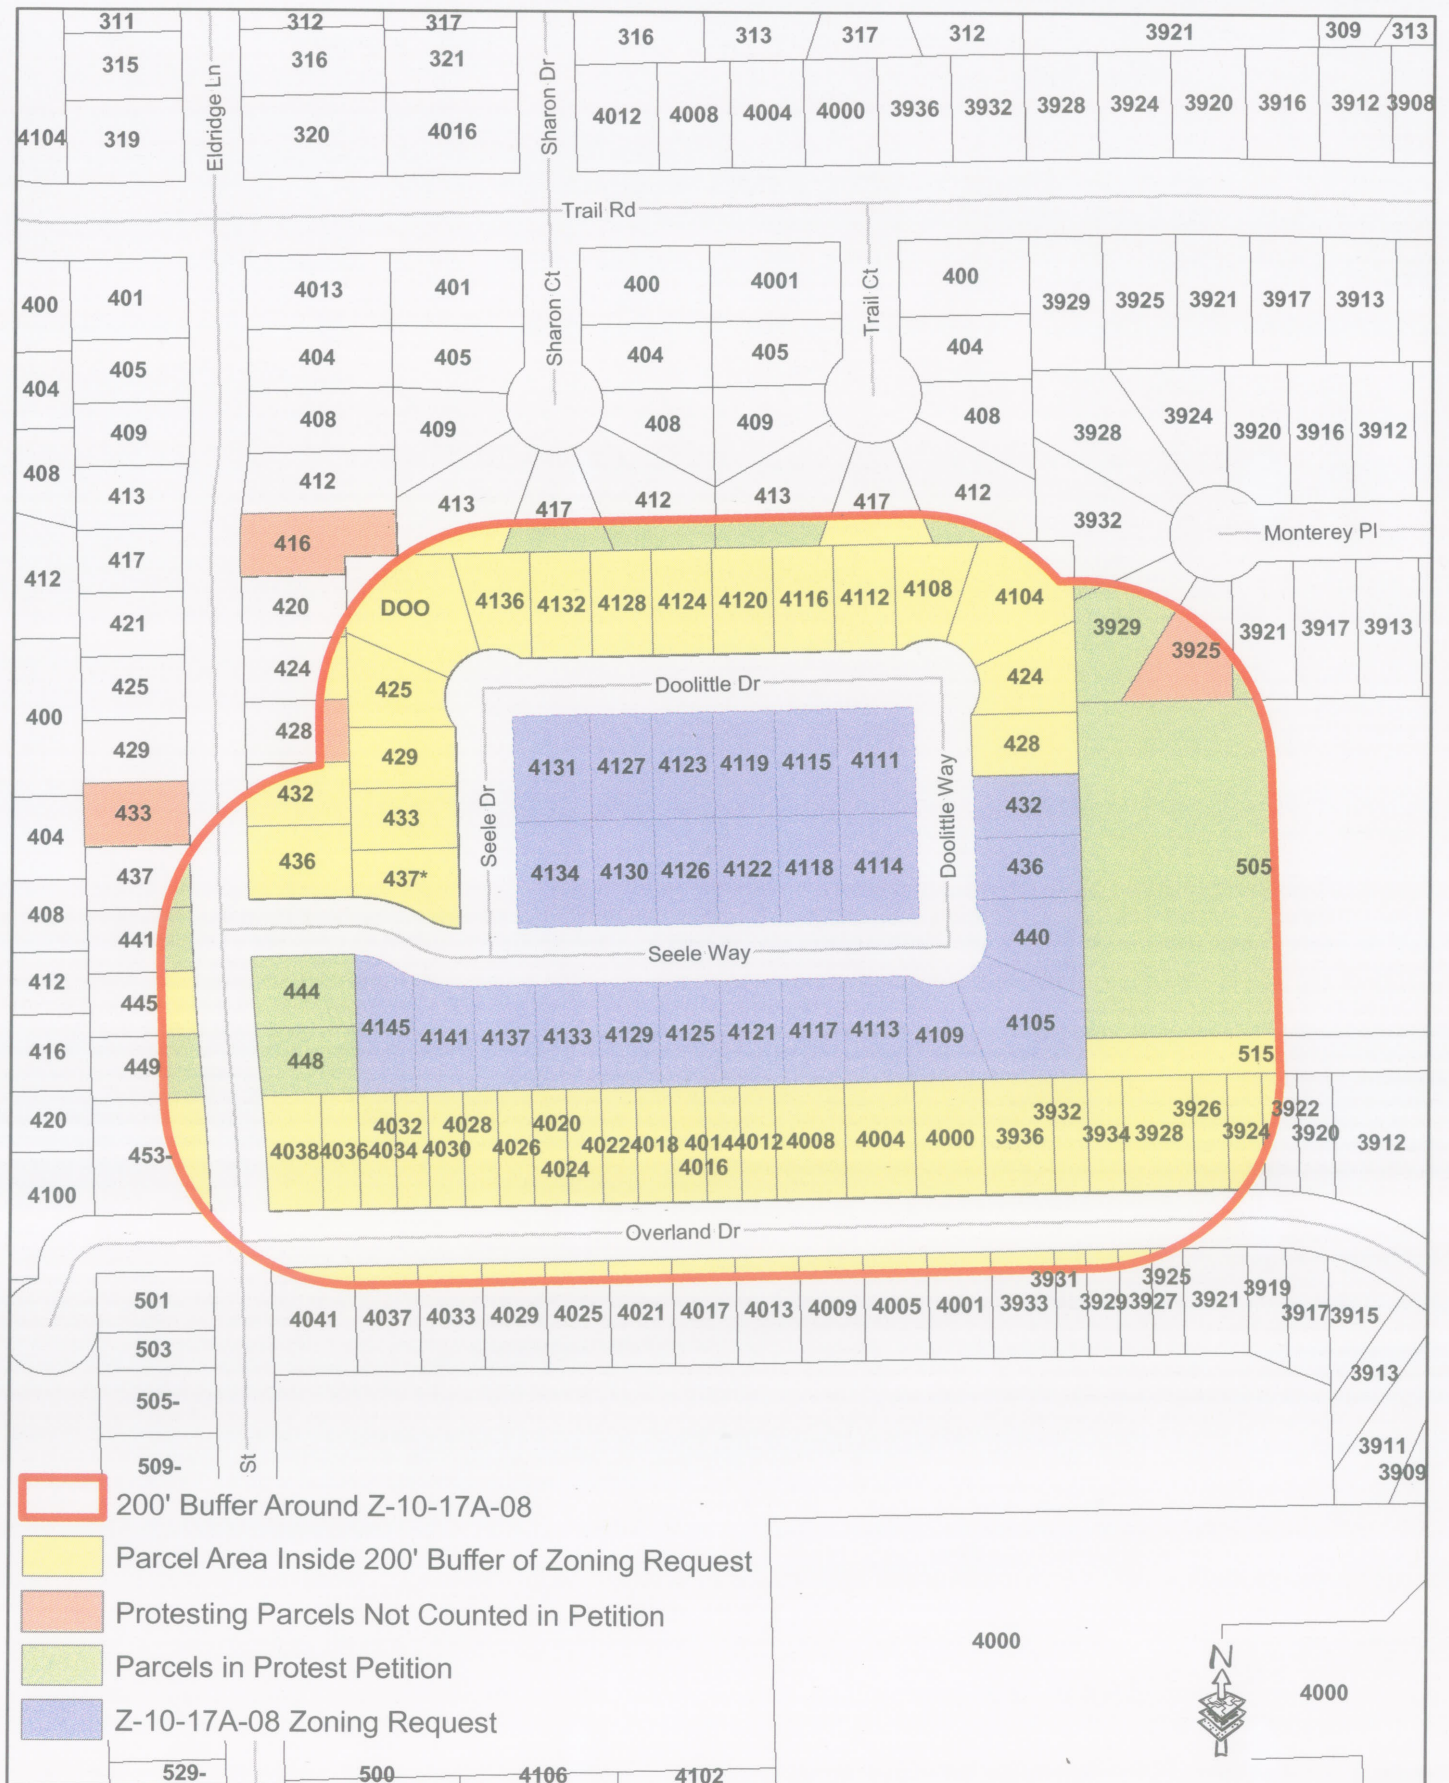 311 312 317 316 313 317 312 3921 309 313
315 316 321
4012 4008 4004 4000 3936 3932 3928 3924 3920 3916 3912 3908
4104 319 320 4016
Eldridge Ln
Sharon Dr
Trail Rd
Sharon Ct
Trail Ct
400 401 4013 401 400 4001 400 3929 3925 3921 3917 3913
404 405 404 405 404 405 404
409 408 409 408 409 408 3928 3924 3920 3916 3912
408 413 412 413 417 412 413 417 412 3932
Monterey Pl
412 417 416
421 420 DOO 4136 4132 4128 4124 4120 4116 4112 4108 4104 3929 3925 3921 3917 3913
425 424 425 424
Doolittle Dr
400 429 428 429 428
4131 4127 4123 4119 4115 4111
404 433 432 433 432
Seele Dr
Doolittle Way
437 436 437* 4134 4130 4126 4122 4118 4114 436 505
408 441 440
Seele Way
412 445 444
4145 4141 4137 4133 4129 4125 4121 4117 4113 4109 4105
416 449 448 515
420 4032 4028 4020 3932 3926 3922
453- 4038 4036 4034 4030 4026 4024 4022 4018 4014 4016 4012 4008 4004 4000 3936 3934 3928 3924 3920 3912
4100
Overland Dr
501 4041 4037 4033 4029 4025 4021 4017 4013 4009 4005 4001 3933 3931 3929 3927 3925 3921 3919 3917 3915
503
3913
505-
3911
509- 3909
St
200' Buffer Around Z-10-17A-08
Parcel Area Inside 200' Buffer of Zoning Request
Protesting Parcels Not Counted in Petition
Parcels in Protest Petition
Z-10-17A-08 Zoning Request
4000
N
4000
529- 500 4106 4102